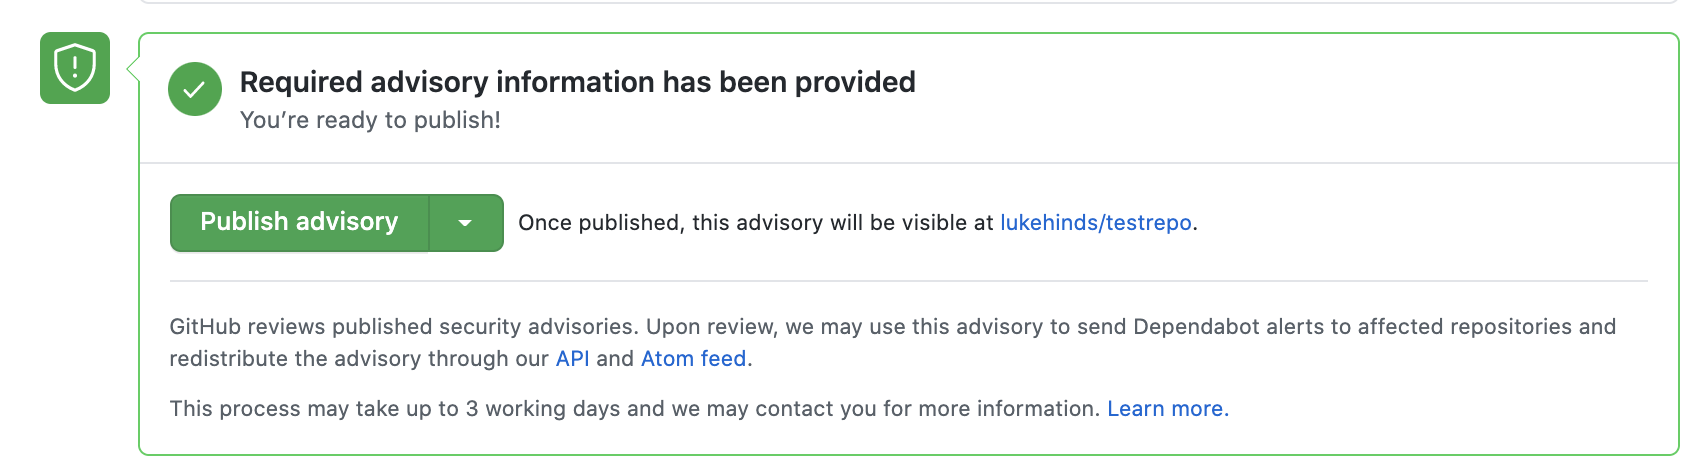 Required advisory information has been provided
You’re ready to publish!
Publish advisory
Once published, this advisory will be visible at lukehinds/testrepo.
GitHub reviews published security advisories. Upon review, we may use this advisory to send Dependabot alerts to affected repositories and
redistribute the advisory through our API and Atom feed.
This process may take up to 3 working days and we may contact you for more information. Learn more.